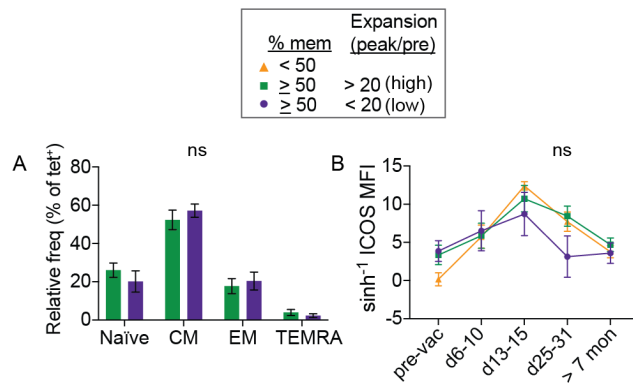 Expansion
% mem (peak/pre)
< 50
≥ 50 > 20 (high)
≥ 50 < 20 (low)
A
ns
Relative freq (% of tet⁺)
80
60
40
20
0
Naïve CM EM TEMRA
B
ns
sinh⁻¹ ICOS MFI
15
10
5
0
-5
pre-vac
d6-10
d13-15
d25-31
> 7 mon